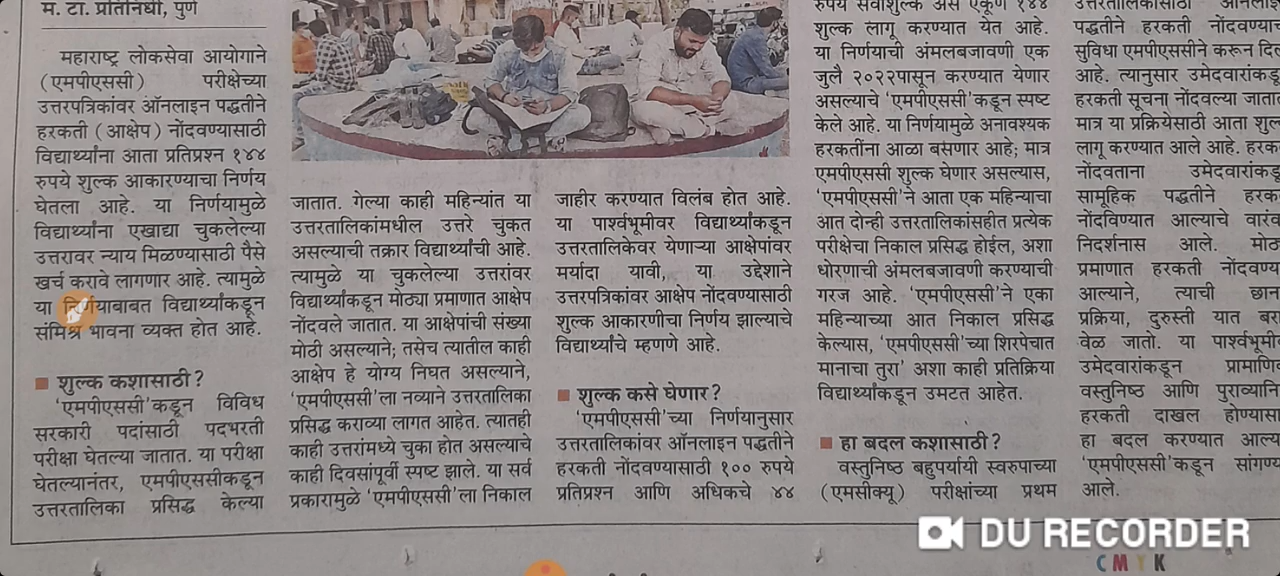 म. टा. प्रतिनिधी, पुणे
महाराष्ट्र लोकसेवा आयोगाने
(एमपीएससी) परीक्षेच्या
उत्तरपत्रिकांवर ऑनलाइन पद्धतीने
हरकती (आक्षेप) नोंदवण्यासाठी
विद्यार्थ्यांना आता प्रतिप्रश्न १४४
रुपये शुल्क आकारण्याचा निर्णय
घेतला आहे. या निर्णयामुळे
विद्यार्थ्यांना एखाद्या चुकलेल्या
उत्तरावर न्याय मिळण्यासाठी पैसे
खर्च करावे लागणार आहे. त्यामुळे
या विद्यार्थ्यांकडून
संमिश्र भावना व्यक्त होत आहे.
शुल्क कशासाठी?
'एमपीएससी'कडून विविध
सरकारी पदांसाठी पदभरती
परीक्षा घेतल्या जातात. या परीक्षा
घेतल्यानंतर, एमपीएससीकडून
उत्तरतालिका प्रसिद्ध केल्या
जातात. गेल्या काही महिन्यांत या
उत्तरतालिकांमधील उत्तरे चुकत
असल्याची तक्रार विद्यार्थ्यांची आहे.
त्यामुळे या चुकलेल्या उत्तरांवर
विद्यार्थ्यांकडून मोठ्या प्रमाणात आक्षेप
नोंदवले जातात. या आक्षेपांची संख्या
मोठी असल्याने; तसेच त्यातील काही
आक्षेप हे योग्य निघत असल्याने,
'एमपीएससी'ला नव्याने उत्तरतालिका
प्रसिद्ध कराव्या लागत आहेत. त्यातही
काही उत्तरांमध्ये चुका होत असल्याचे
काही दिवसांपूर्वी स्पष्ट झाले. या सर्व
प्रकारामुळे 'एमपीएससी'ला निकाल
जाहीर करण्यात विलंब होत आहे.
या पार्श्वभूमीवर विद्यार्थ्यांकडून
उत्तरतालिकेवर येणाऱ्या आक्षेपांवर
मर्यादा यावी, या उद्देशाने
उत्तरपत्रिकांवर आक्षेप नोंदवण्यासाठी
शुल्क आकारणीचा निर्णय झाल्याचे
विद्यार्थ्यांचे म्हणणे आहे.
शुल्क कसे घेणार?
'एमपीएससी'च्या निर्णयानुसार
उत्तरतालिकांवर ऑनलाइन पद्धतीने
हरकती नोंदवण्यासाठी १०० रुपये
प्रतिप्रश्न आणि अधिकचे ४४
रुपये सेवाशुल्क असे एकूण १४४
शुल्क लागू करण्यात येत आहे.
या निर्णयाची अंमलबजावणी एक
जुलै २०२२पासून करण्यात येणार
असल्याचे 'एमपीएससी'कडून स्पष्ट
केले आहे. या निर्णयामुळे अनावश्यक
हरकतींना आळा बसणार आहे; मात्र
एमपीएससी शुल्क घेणार असल्यास,
'एमपीएससी'ने आता एक महिन्याचा
आत दोन्ही उत्तरतालिकांसहीत प्रत्येक
परीक्षेचा निकाल प्रसिद्ध होईल, अशा
धोरणाची अंमलबजावणी करण्याची
गरज आहे. 'एमपीएससी'ने एका
महिन्याच्या आत निकाल प्रसिद्ध
केल्यास, 'एमपीएससी'च्या शिरपेचात
मानाचा तुरा' अशा काही प्रतिक्रिया
विद्यार्थ्यांकडून उमटत आहेत.
हा बदल कशासाठी?
वस्तुनिष्ठ बहुपर्यायी स्वरुपाच्या
(एमसीक्यू) परीक्षांच्या प्रथम
उत्तरतालिकांसाठी
पद्धतीने हरकती नोंदवण्या
सुविधा एमपीएससीने करून दि
आहे. त्यानुसार उमेदवारांकडू
हरकती सूचना नोंदवल्या जाता
मात्र या प्रक्रियेसाठी आता शुल
लागू करण्यात आले आहे. हरक
नोंदवताना उमेदवारांकडू
सामूहिक पद्धतीने हरक
नोंदविण्यात आल्याचे वारंव
निदर्शनास आले. मोठ
प्रमाणात हरकती नोंदवण्य
आल्याने, त्याची छान
प्रक्रिया, दुरुस्ती यात बरा
वेळ जातो. या पार्श्वभूमीव
उमेदवारांकडून प्रामाणि
वस्तुनिष्ठ आणि पुराव्यानि
हरकती दाखल होण्यास
हा बदल करण्यात आल्य
'एमपीएससी'कडून सांगण्य
आले.
DU RECORDER
CMYK